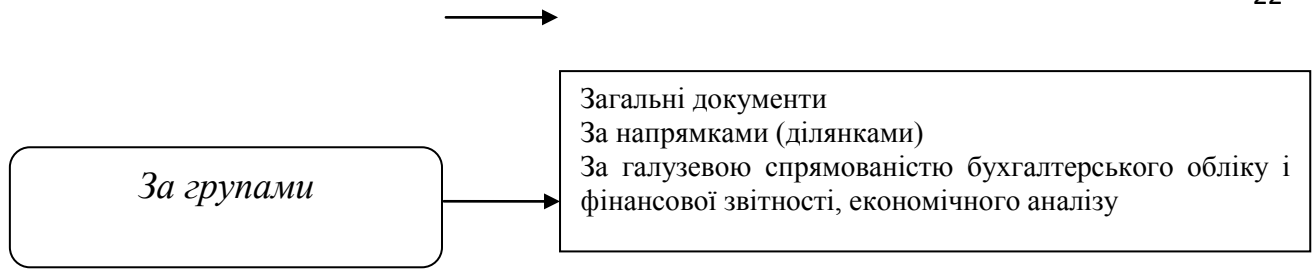 22
Загальні документи
За напрямками (ділянками)
За галузевою спрямованістю бухгалтерського обліку і
фінансової звітності, економічного аналізу
За групами